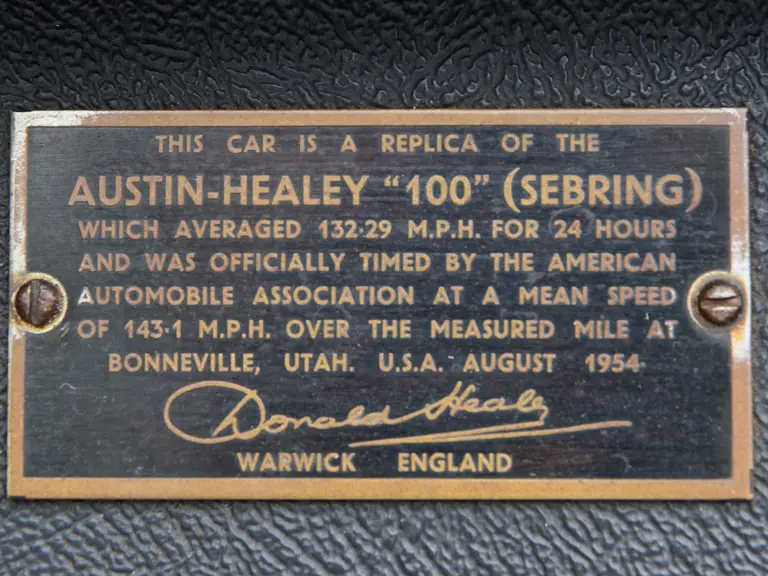 THIS CAR IS A REPLICA OF THE
AUSTIN-HEALEY "100" (SEBRING)
WHICH AVERAGED 132·29 M.P.H. FOR 24 HOURS
AND WAS OFFICIALLY TIMED BY THE AMERICAN
AUTOMOBILE ASSOCIATION AT A MEAN SPEED
OF 143·1 M.P.H. OVER THE MEASURED MILE AT
BONNEVILLE, UTAH. U.S.A. AUGUST 1954·
Donald Healey
WARWICK ENGLAND